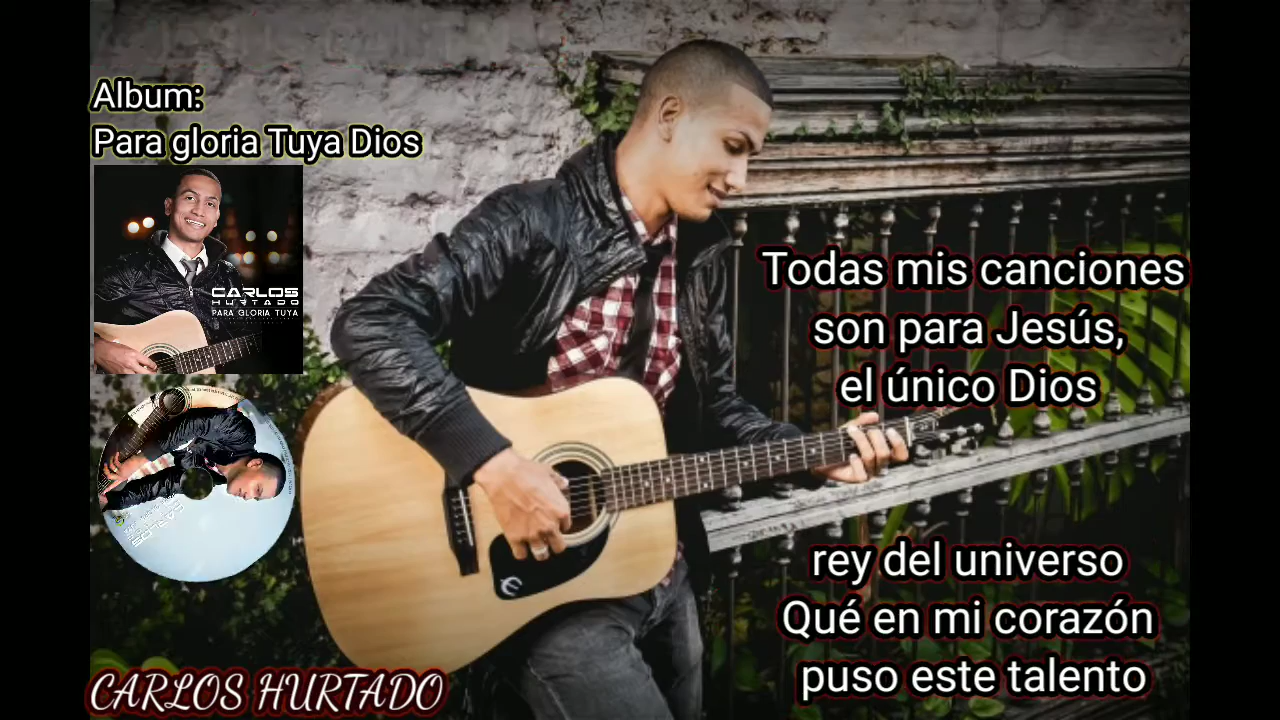 Album:
Para gloria Tuya Dios
CARLOS
HURTADO
PARA GLORIA TUYA
CARLOS
Todas mis canciones
son para Jesús,
el único Dios
rey del universo
Qué en mi corazón
puso este talento
CARLOS HURTADO